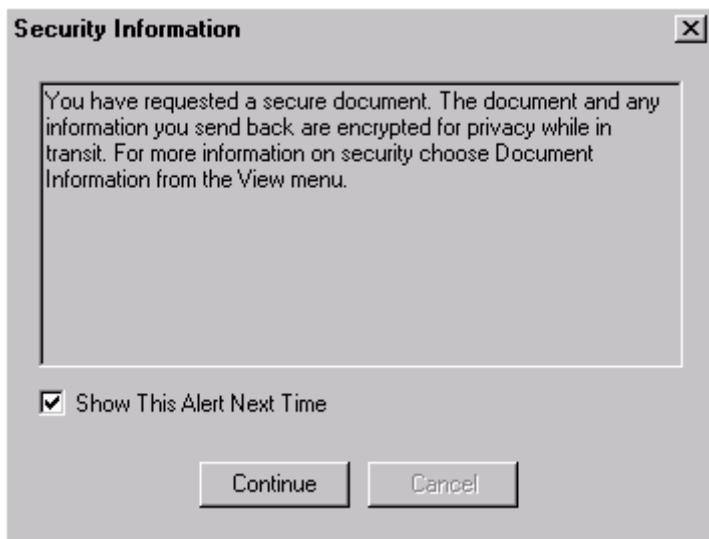 Security Information
You have requested a secure document. The document and any
information you send back are encrypted for privacy while in
transit. For more information on security choose Document
Information from the View menu.
Show This Alert Next Time
Continue Cancel